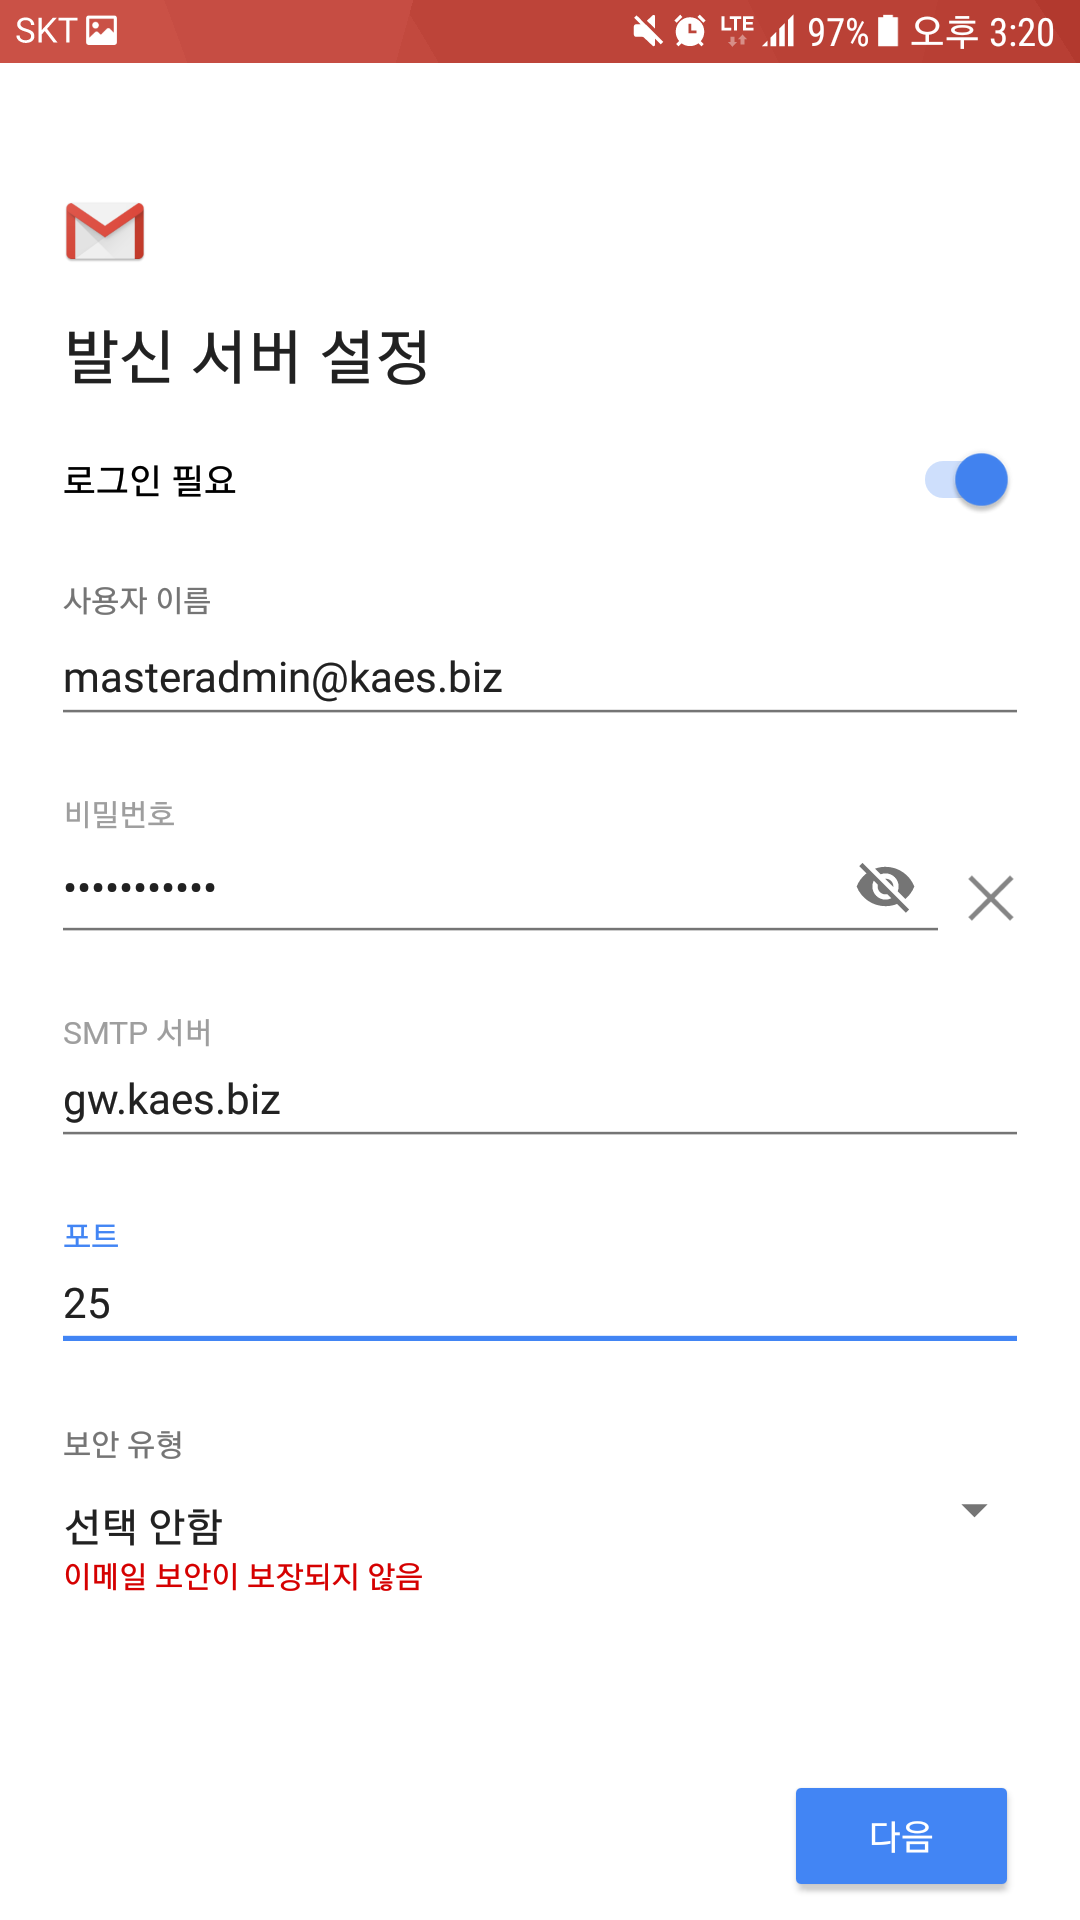 SKT LTE 97% 오후 3:20
발신 서버 설정
로그인 필요
사용자 이름
masteradmin@kaes.biz
비밀번호
•••••••••••
SMTP 서버
gw.kaes.biz
포트
25
보안 유형
선택 안함
이메일 보안이 보장되지 않음
다음